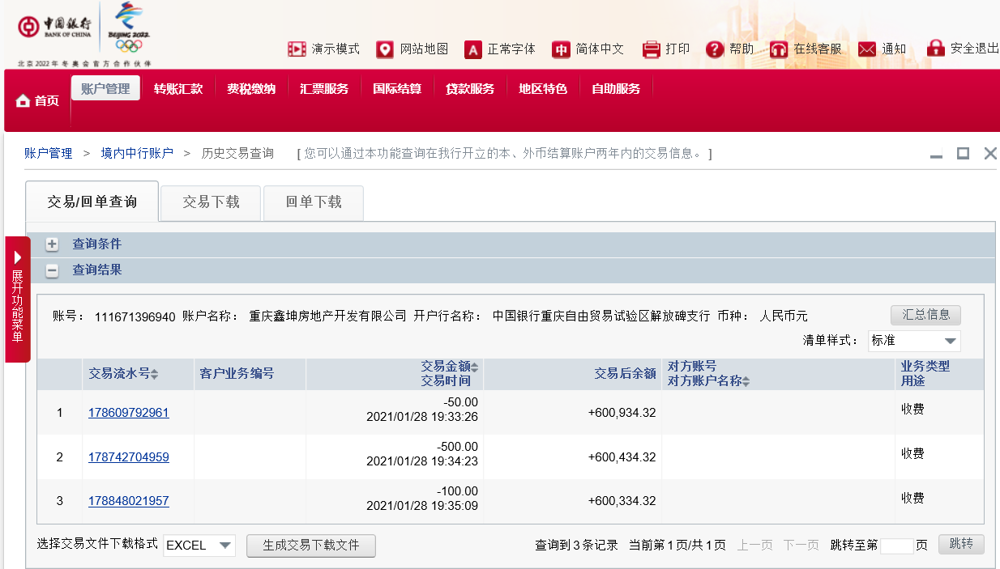 中国银行
BANK OF CHINA
BEIJING 2022
北京2022年冬奥会官方合作伙伴
演示模式 网站地图 A 正常字体 中 简体中文 打印 ? 帮助 在线客服 通知 安全退出
首页 账户管理 转账汇款 费税缴纳 汇票服务 国际结算 贷款服务 地区特色 自助服务
账户管理 > 境内中行账户 > 历史交易查询 [ 您可以通过本功能查询在我行开立的本、外币结算账户两年内的交易信息。 ]
交易/回单查询 交易下载 回单下载
查询条件
查询结果
展开功能菜单
账号： 111671396940 账户名称： 重庆鑫坤房地产开发有限公司 开户行名称： 中国银行重庆自由贸易试验区解放碑支行 币种： 人民币元 汇总信息
清单样式： 标准
交易流水号 客户业务编号 交易金额 交易后余额 对方账号 业务类型
交易时间 对方账户名称 用途
1 178609792961 -50.00 +600,934.32 收费
2021/01/28 19:33:26
2 178742704959 -500.00 +600,434.32 收费
2021/01/28 19:34:23
3 178848021957 -100.00 +600,334.32 收费
2021/01/28 19:35:09
选择交易文件下载格式 EXCEL 生成交易下载文件 查询到 3 条记录 当前第 1 页/共 1 页 上一页 下一页 跳转至第 页 跳转